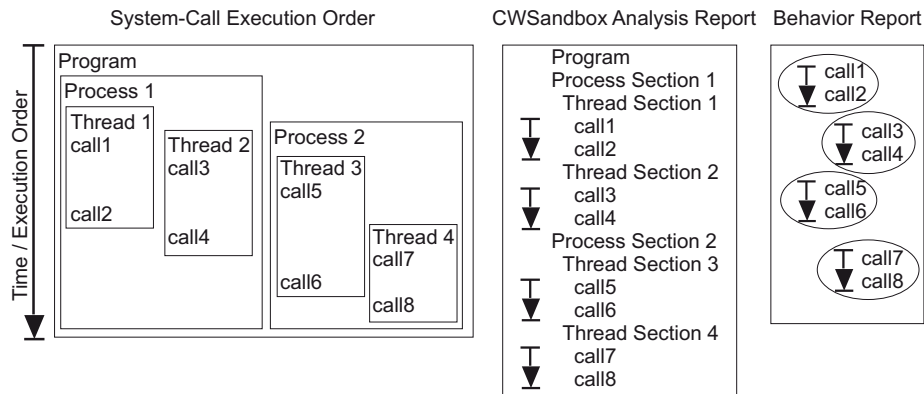 System-Call Execution Order
Time / Execution Order
Program
Process 1
Thread 1
call1
call2
Thread 2
call3
call4
Process 2
Thread 3
call5
call6
Thread 4
call7
call8
CWSandbox Analysis Report
Program
Process Section 1
Thread Section 1
call1
call2
Thread Section 2
call3
call4
Process Section 2
Thread Section 3
call5
call6
Thread Section 4
call7
call8
Behavior Report
call1
call2
call3
call4
call5
call6
call7
call8